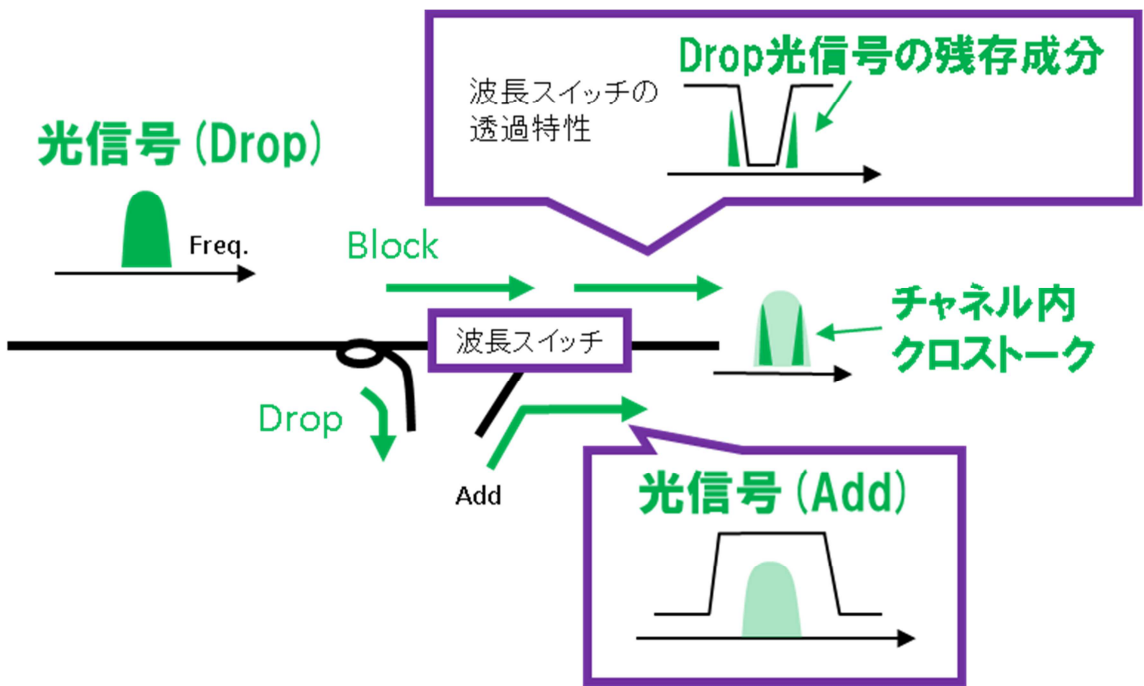 Drop光信号の残存成分
波長スイッチの
透過特性
光信号(Drop)
Freq.
Block
波長スイッチ
チャネル内
クロストーク
Drop
Add
光信号(Add)